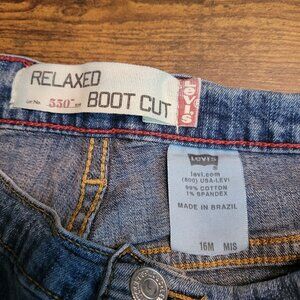 RELAXED
Lot No. 550™
BOOT CUT
Levi's
Levi's
levi.com
(800) USA-LEVI
99% COTTON
1% SPANDEX
MADE IN BRAZIL
16M MIS